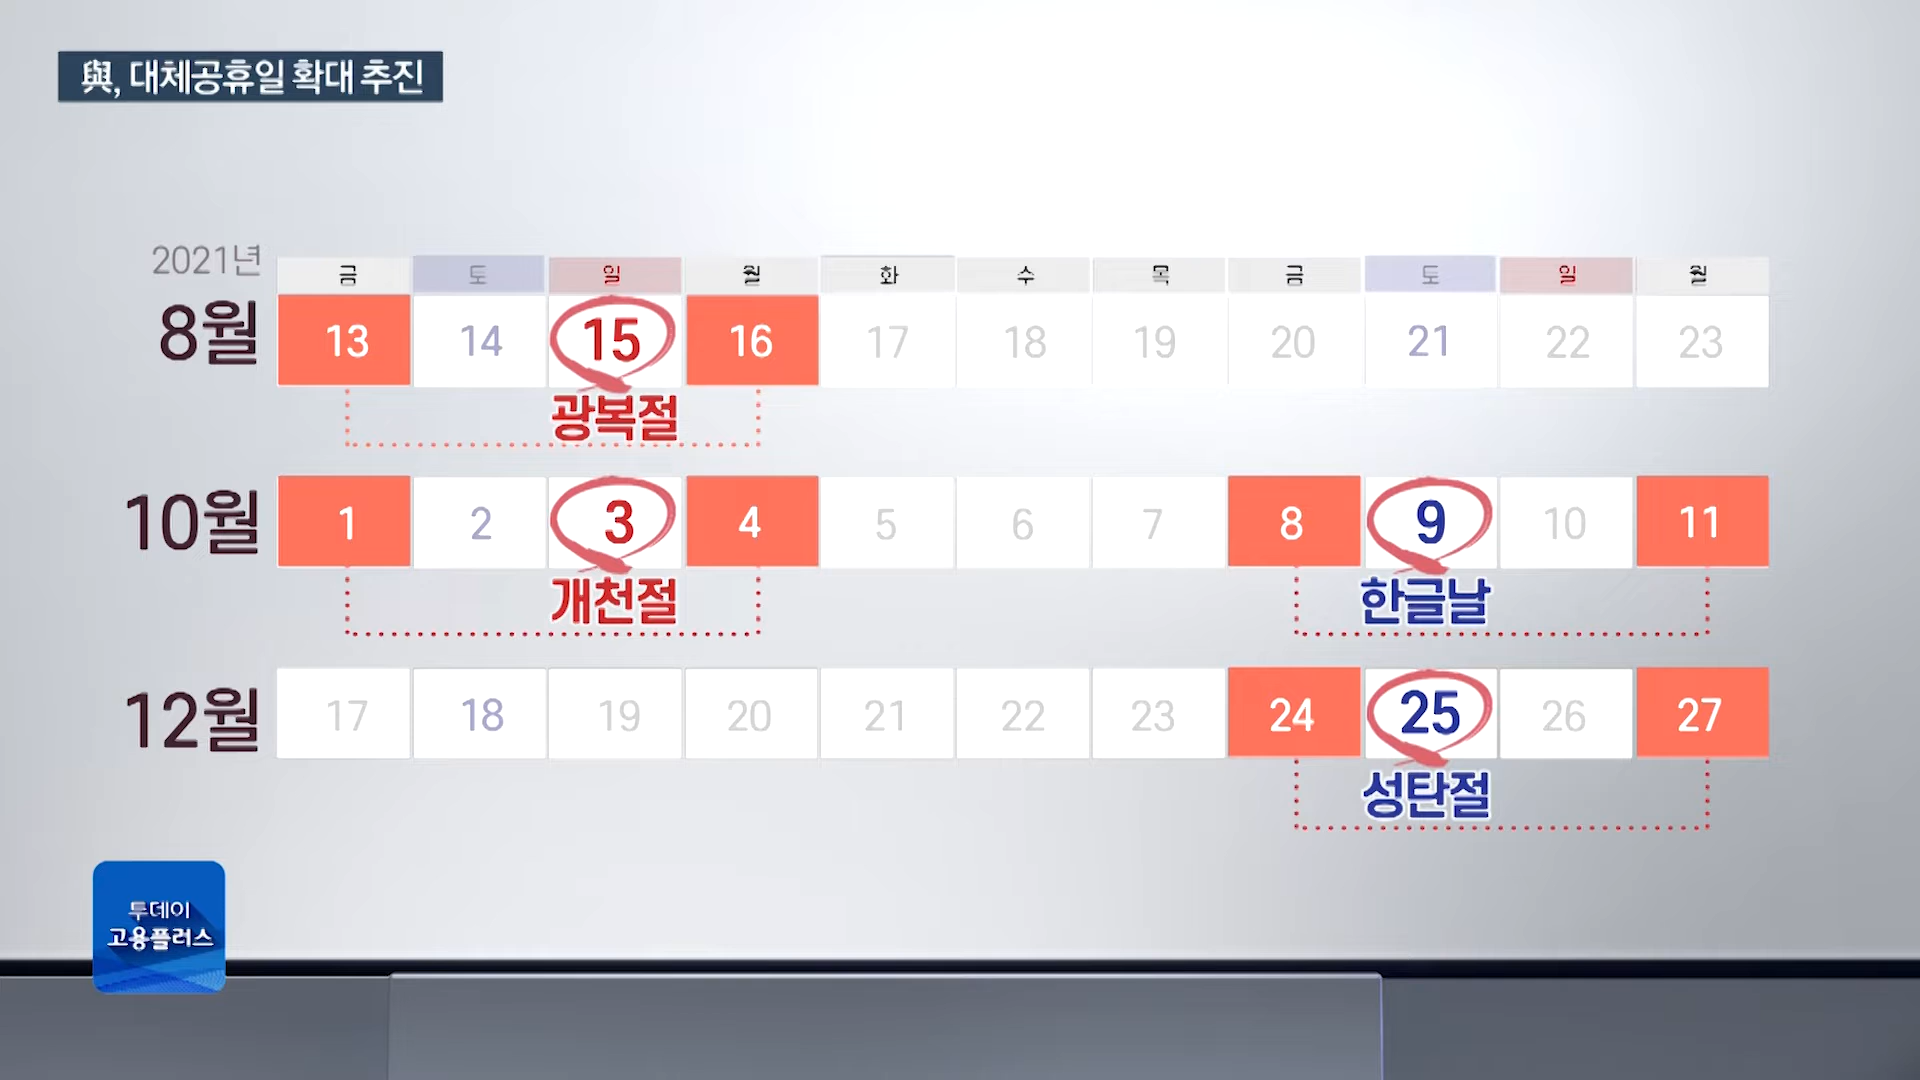 與, 대체공휴일 확대 추진
2021년
금 토 일 월 화 수 목 금 토 일 월
8월 13 14 15 16 17 18 19 20 21 22 23
광복절
10월 1 2 3 4 5 6 7 8 9 10 11
개천절 한글날
12월 17 18 19 20 21 22 23 24 25 26 27
성탄절
투데이
고용플러스